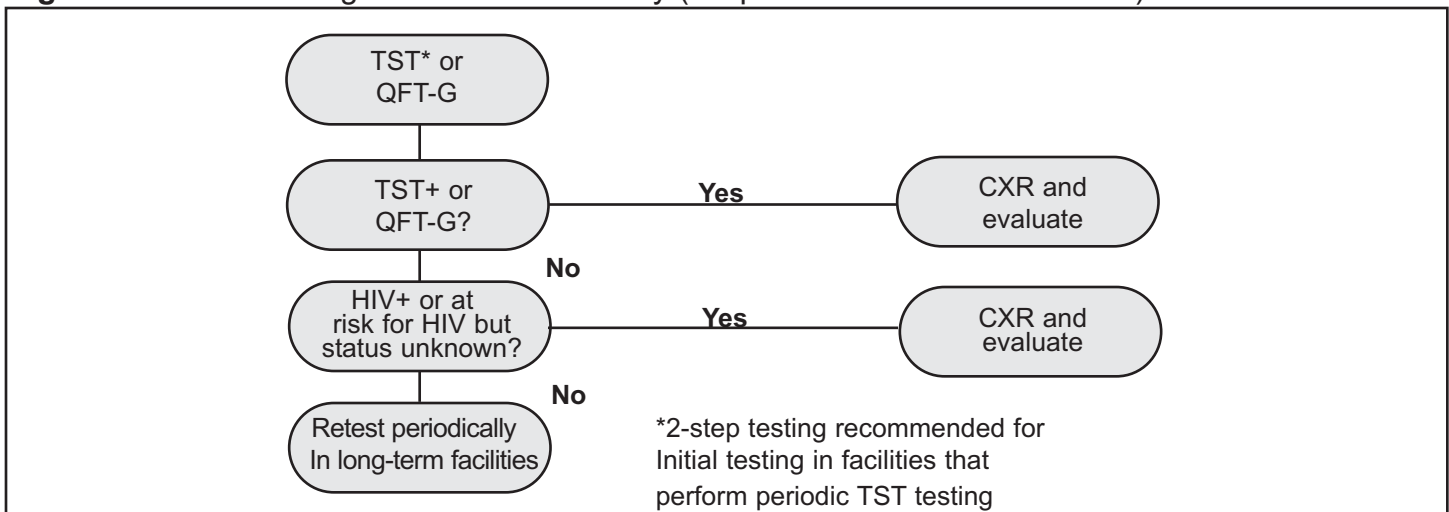 TST* or
QFT-G
TST+ or
QFT-G?
Yes
CXR and
evaluate
No
HIV+ or at
risk for HIV but
status unknown?
Yes
CXR and
evaluate
No
Retest periodically
In long-term facilities
*2-step testing recommended for
Initial testing in facilities that
perform periodic TST testing